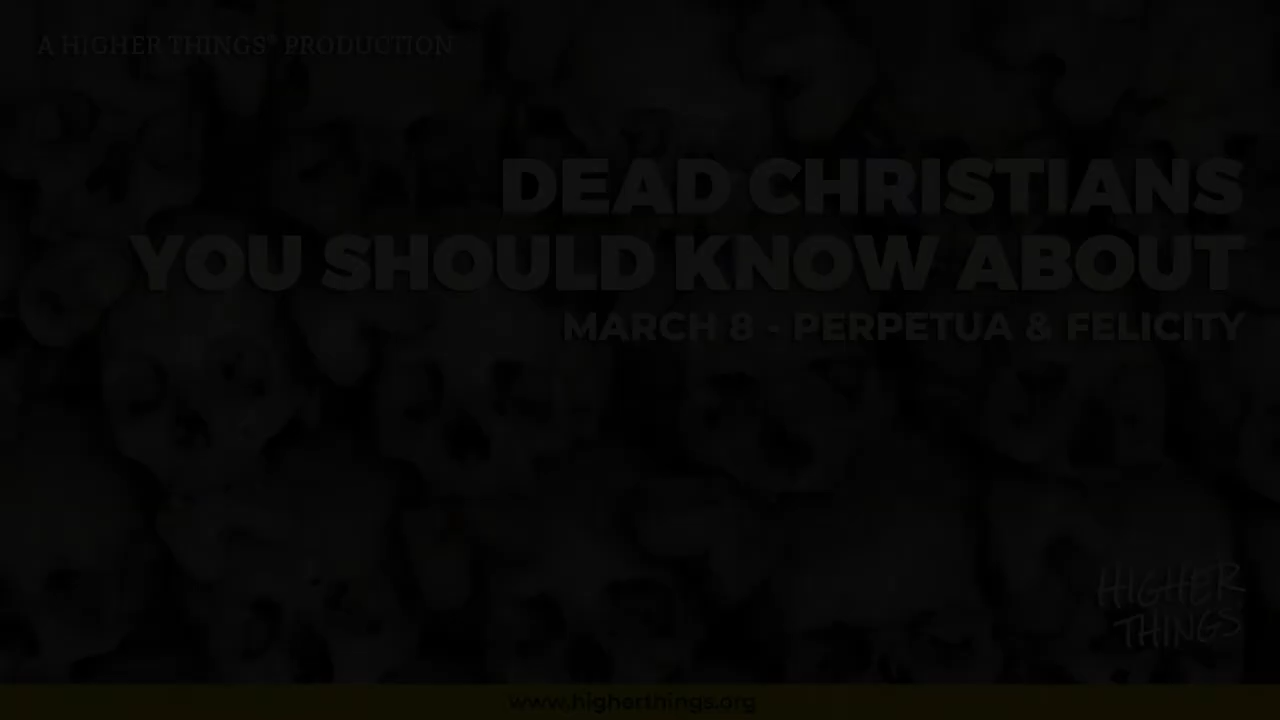 A HIGHER THINGS® PRODUCTION
DEAD CHRISTIANS
YOU SHOULD KNOW ABOUT
MARCH 8 - PERPETUA & FELICITY
HIGHER
THINGS
www.higherthings.org